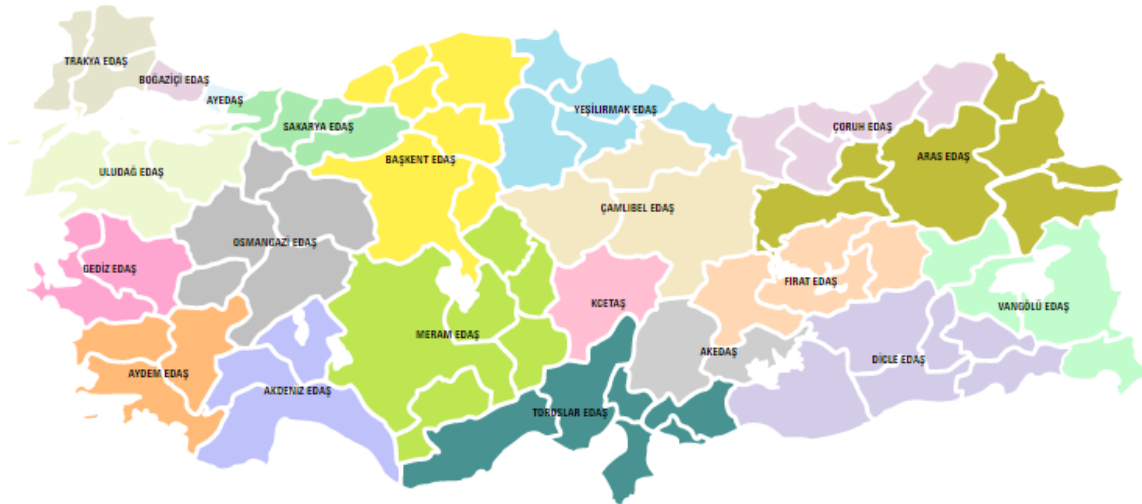 TRAKYA EDAŞ
BOĞAZİÇİ EDAŞ
AYEDAŞ
SAKARYA EDAŞ
YEŞİLIRMAK EDAŞ
ÇORUH EDAŞ
BAŞKENT EDAŞ
ARAS EDAŞ
ULUDAĞ EDAŞ
ÇAMLIBEL EDAŞ
OSMANGAZİ EDAŞ
GEDİZ EDAŞ
FIRAT EDAŞ
KCETAŞ
VANGÖLÜ EDAŞ
MERAM EDAŞ
AKEDAŞ
DİCLE EDAŞ
AYDEM EDAŞ
AKDENİZ EDAŞ
TOROSLAR EDAŞ